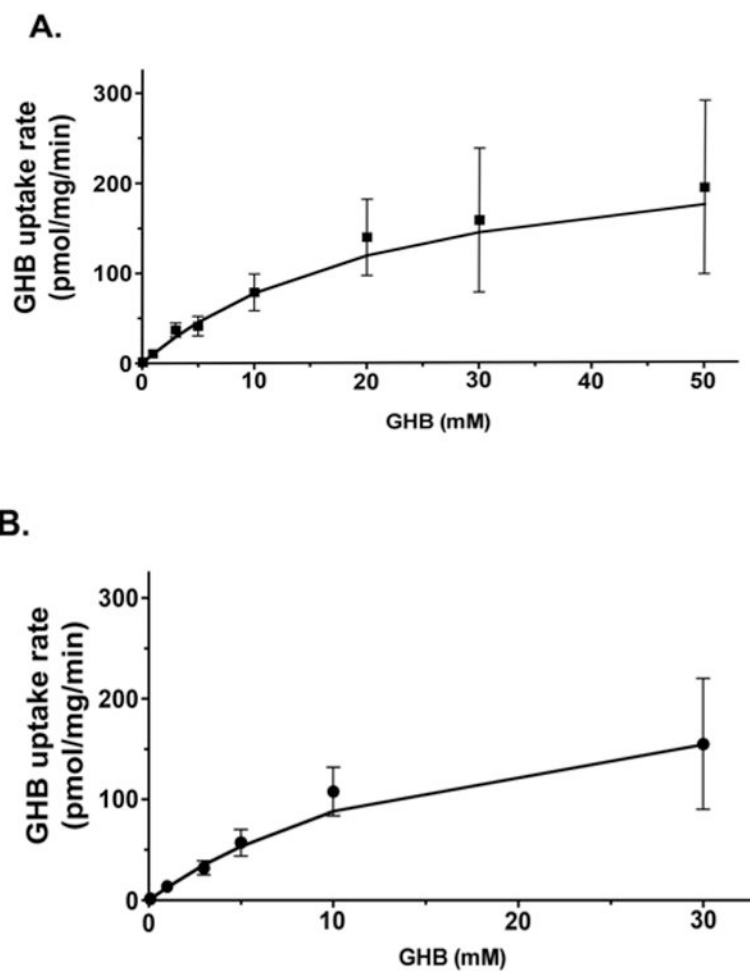 A.
GHB uptake rate
(pmol/mg/min)
300
200
100
0
0 10 20 30 40 50
GHB (mM)
B.
GHB uptake rate
(pmol/mg/min)
300
200
100
0
0 10 20 30
GHB (mM)